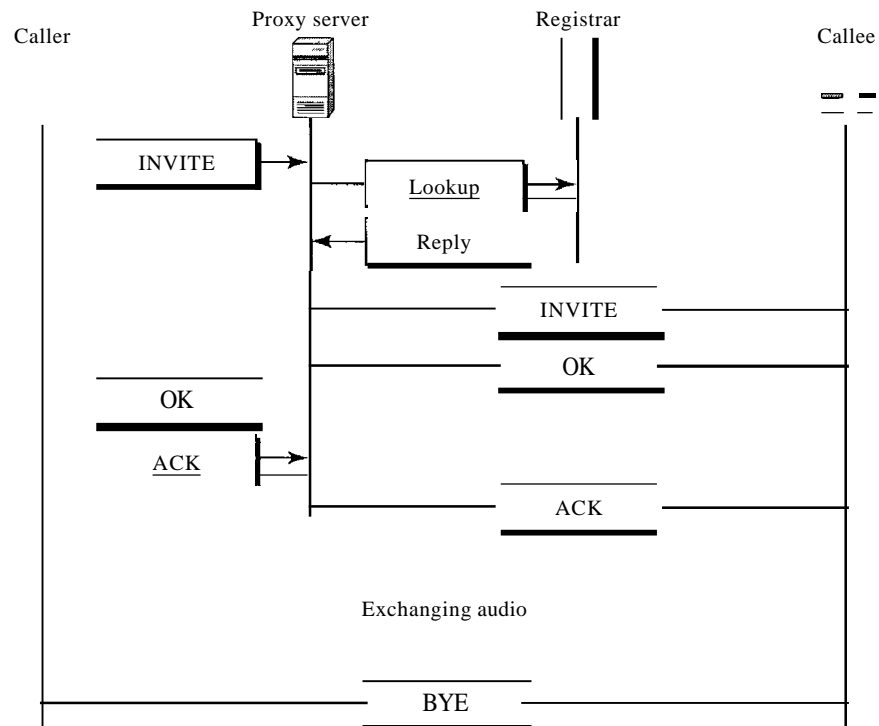 Caller
Proxy server
Registrar
Callee
INVITE
Lookup
Reply
INVITE
OK
OK
ACK
ACK
Exchanging audio
BYE